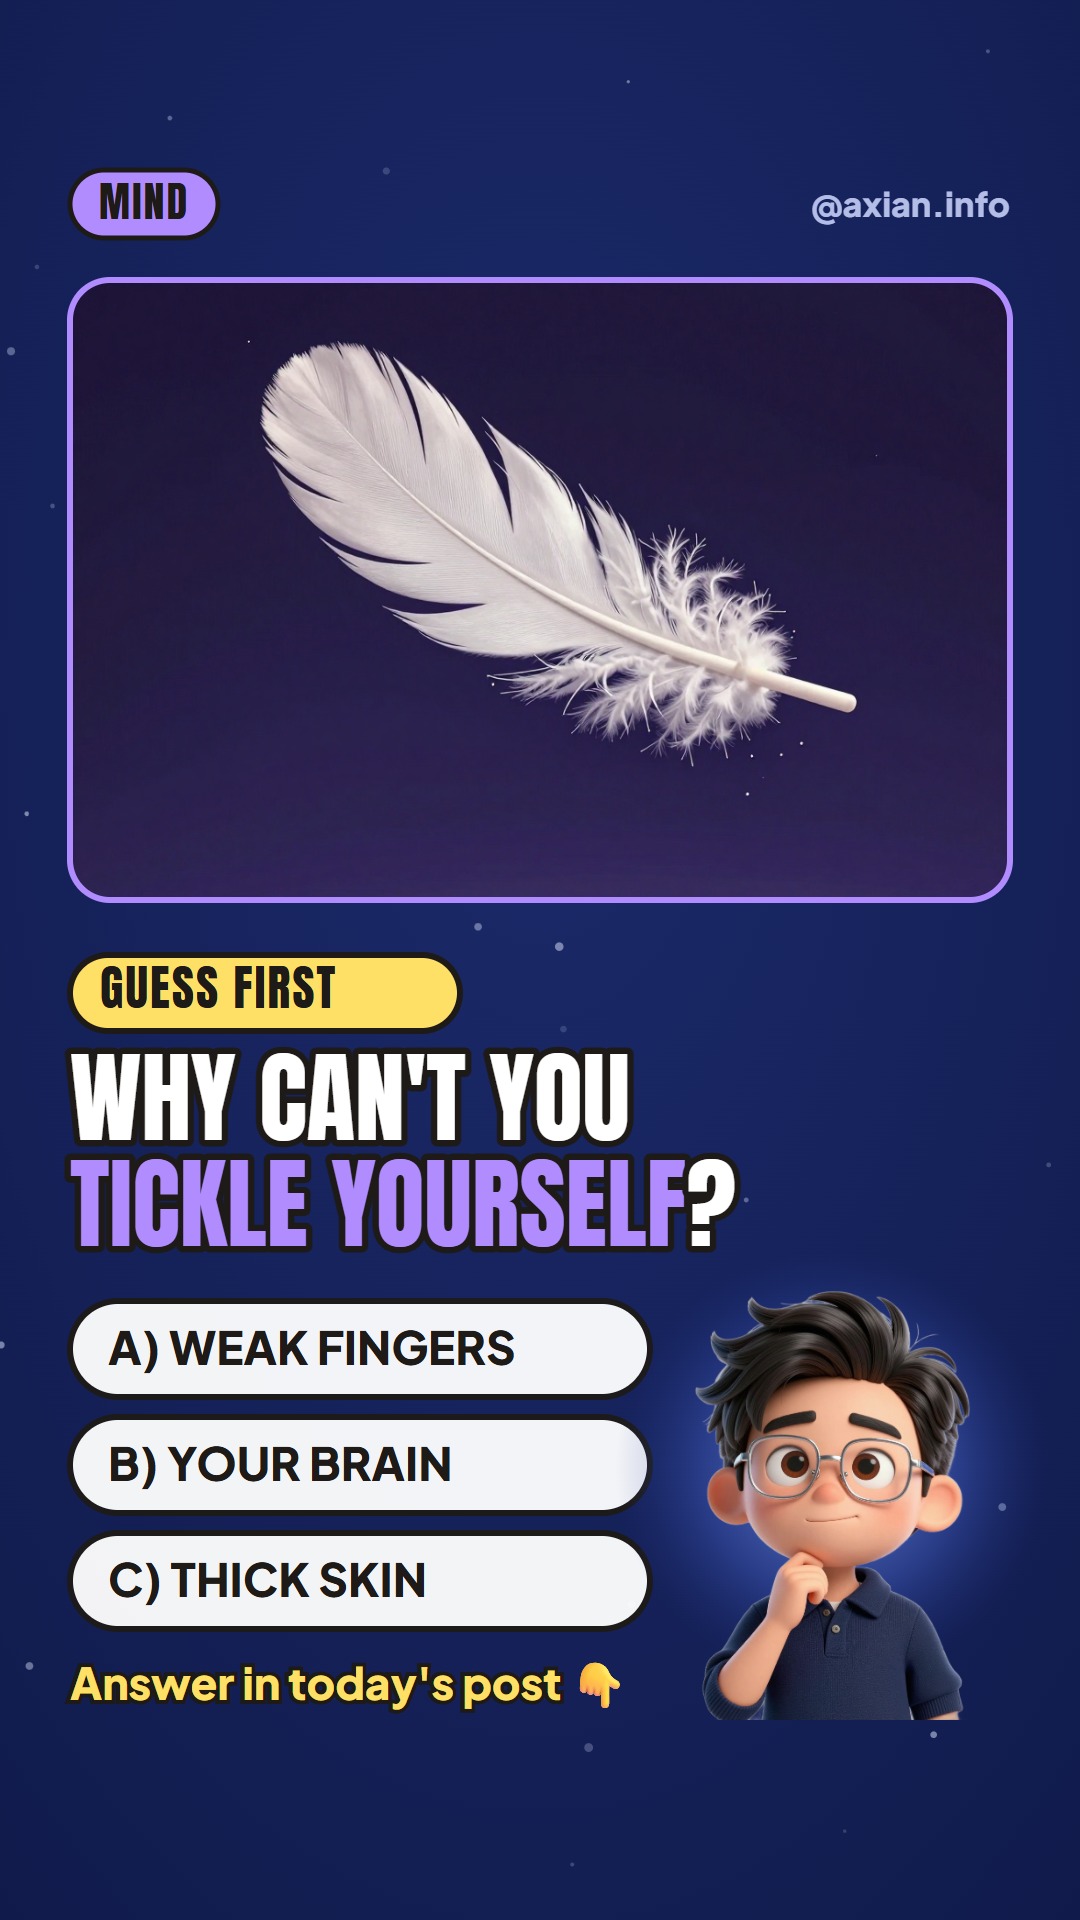 MIND
@axian.info
GUESS FIRST
WHY CAN'T YOU
TICKLE YOURSELF?
A) WEAK FINGERS
B) YOUR BRAIN
C) THICK SKIN
Answer in today's post 👇